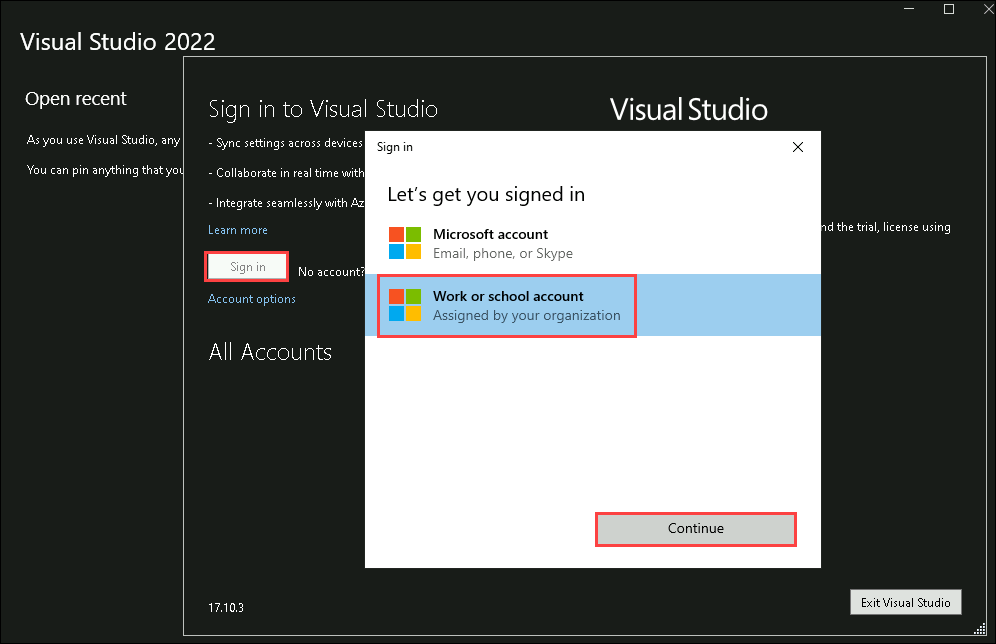 Visual Studio 2022
Open recent
As you use Visual Studio, any
You can pin anything that you
Sign in to Visual Studio
- Sync settings across devices
- Collaborate in real time with
- Integrate seamlessly with Az
Learn more
Sign in
No account?
Account options
All Accounts
17.10.3
Visual Studio
nd the trial, license using
Sign in
Let's get you signed in
Microsoft account
Email, phone, or Skype
Work or school account
Assigned by your organization
Continue
Exit Visual Studio